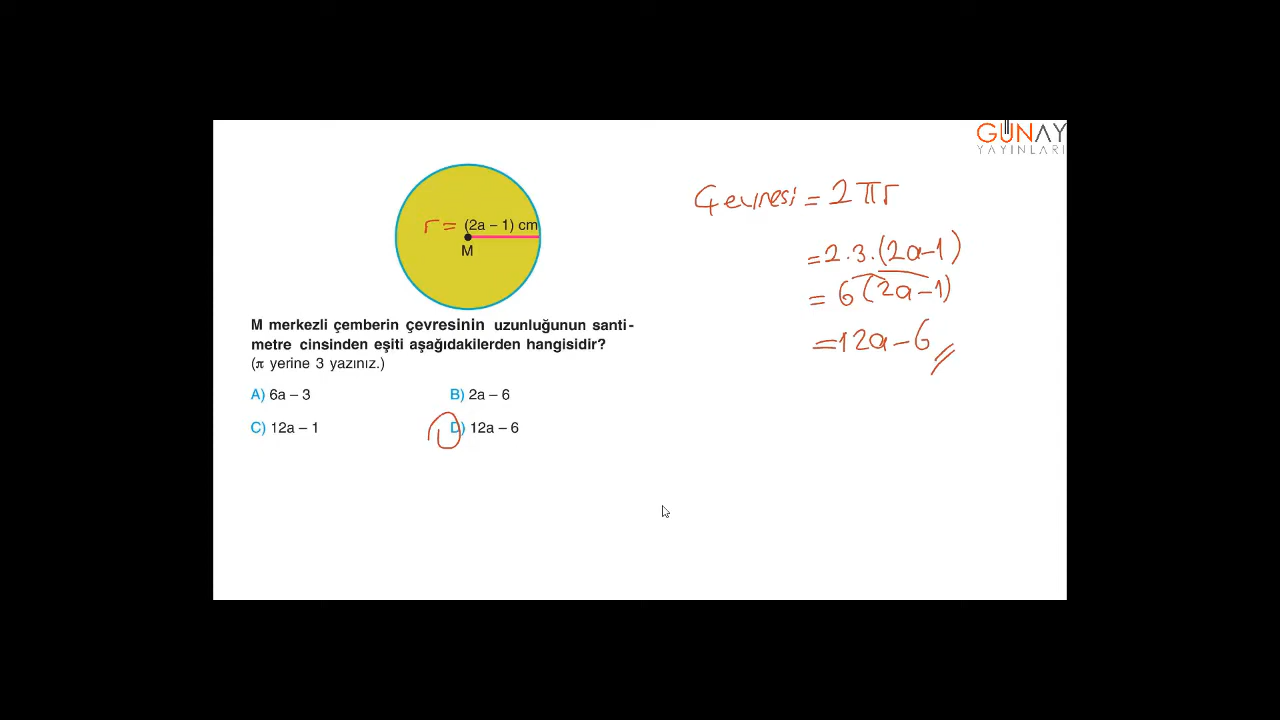 GÜNAY
YAYINLARI
r = (2a – 1) cm
M
M merkezli çemberin çevresinin uzunluğunun santi-
metre cinsinden eşiti aşağıdakilerden hangisidir?
(π yerine 3 yazınız.)
A) 6a – 3
B) 2a – 6
C) 12a – 1
D) 12a – 6
Çevresi = 2πr
= 2.3.(2a-1)
= 6(2a-1)
= 12a-6